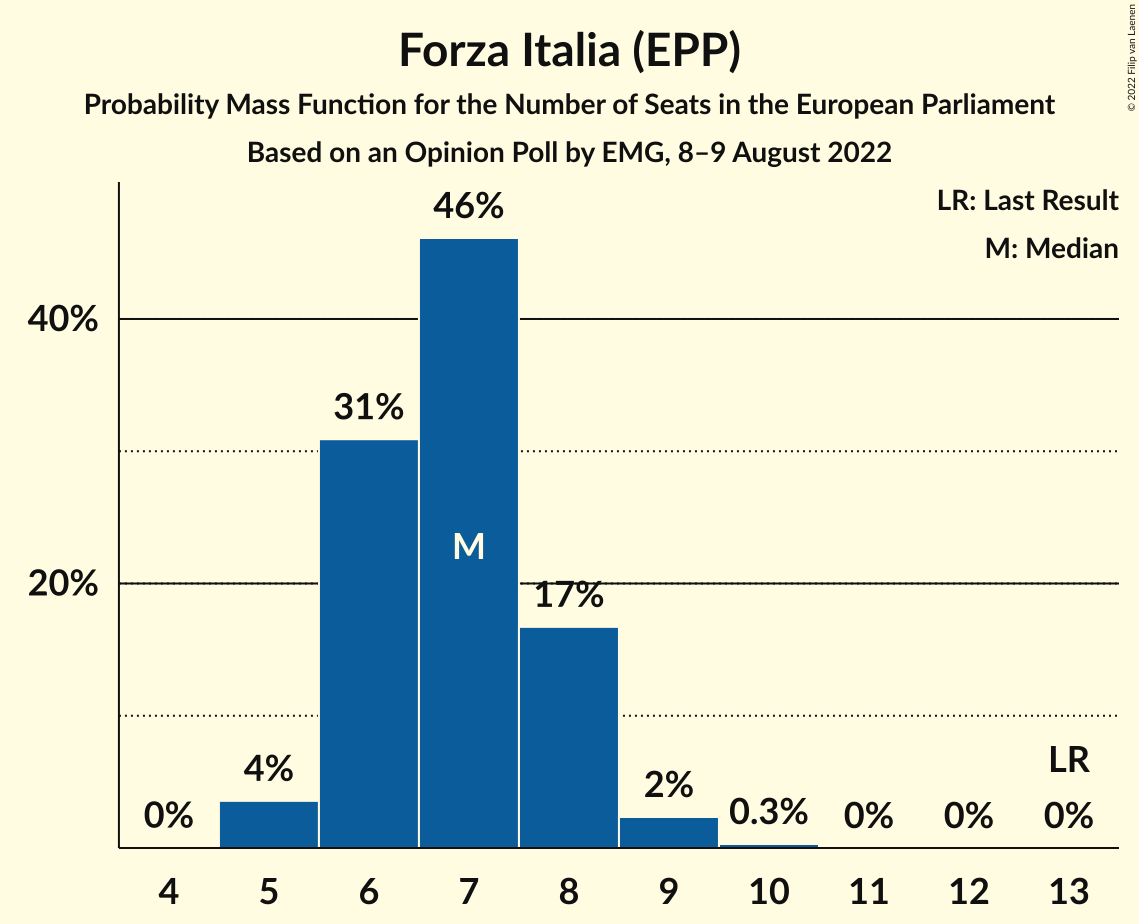 Forza Italia (EPP)
Probability Mass Function for the Number of Seats in the European Parliament
Based on an Opinion Poll by EMG, 8–9 August 2022
© 2022 Filip van Laenen
LR: Last Result
M: Median
46%
40%
31%
M
20%
17%
LR
4%
2%
0% 0.3% 0% 0% 0%
4 5 6 7 8 9 10 11 12 13